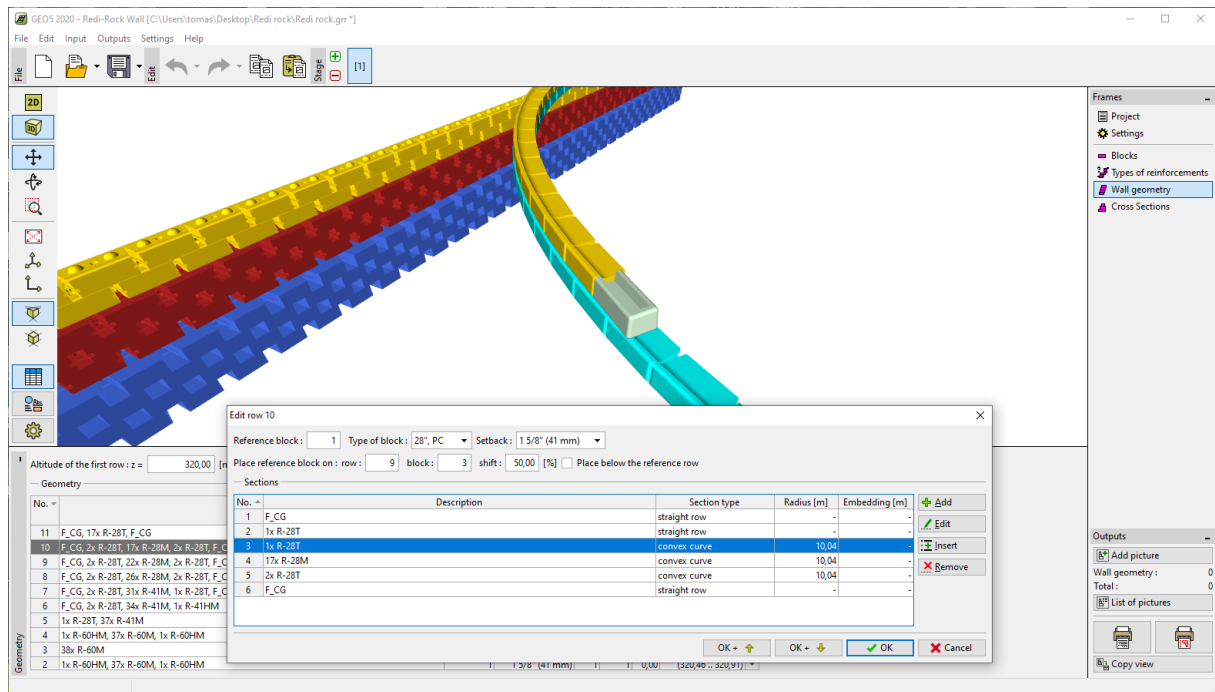 GEO5 2020 - Redi-Rock Wall [C:\Users\tomas\Desktop\Redi rock\Redi rock.grr *]
File Edit Input Outputs Settings Help
File
Edit
Stage
[1]
2D
3D
Frames
Project
Settings
Blocks
Types of reinforcements
Wall geometry
Cross Sections
Edit row 10
Reference block : 1 Type of block : 28", PC Setback : 1 5/8" (41 mm)
Place reference block on : row : 9 block : 3 shift : 50,00 [%] Place below the reference row
Sections
No. Description Section type Radius [m] Embedding [m]
1 F_CG straight row - -
2 1x R-28T straight row - -
3 1x R-28T convex curve 10,04 -
4 17x R-28M convex curve 10,04 -
5 2x R-28T convex curve 10,04 -
6 F_CG straight row - -
Add
Edit
Insert
Remove
OK + OK + OK Cancel
Altitude of the first row : z = 320,00
Geometry
No.
11 F_CG, 17x R-28T, F_CG
10 F_CG, 2x R-28T, 17x R-28M, 2x R-28T, F_C
9 F_CG, 2x R-28T, 22x R-28M, 2x R-28T, F_C
8 F_CG, 2x R-28T, 26x R-28M, 2x R-28T, F_C
7 F_CG, 2x R-28T, 31x R-41M, 1x R-28T, F_C
6 F_CG, 2x R-28T, 34x R-41M, 1x R-41HM
5 1x R-28T, 37x R-41M
4 1x R-60HM, 37x R-60M, 1x R-60HM
3 38x R-60M
2 1x R-60HM, 37x R-60M, 1x R-60HM 1 1 5/8" (41 mm) 1 1 0,00 (320,46 .. 320,91)
Geometry
Outputs
Add picture
Wall geometry : 0
Total : 0
List of pictures
Copy view